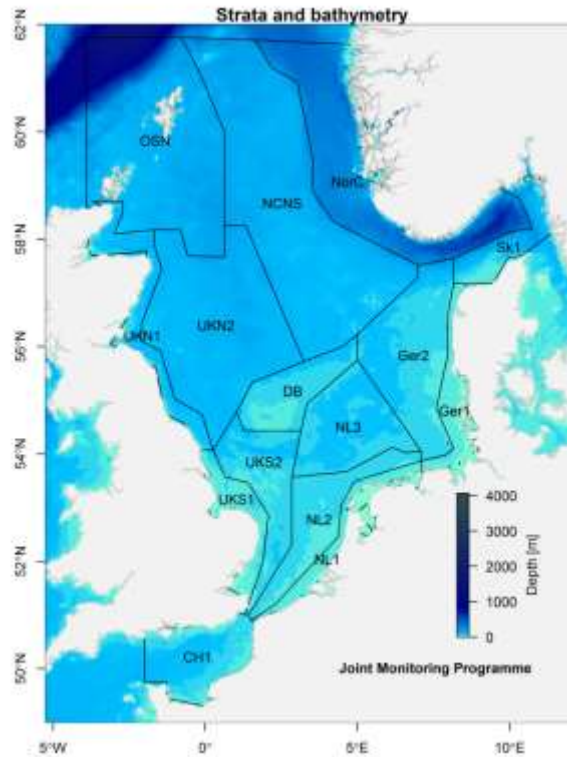 Strata and bathymetry
62°N
60°N
58°N
56°N
54°N
52°N
50°N
OSN
NorC
NCNS
Sk1
UKN1
UKN2
Ger2
DB
Ger1
NL3
UKS2
UKS1
NL2
NL1
CH1
4000
3000
2000
1000
0
Depth [m]
Joint Monitoring Programme
5°W
0°
5°E
10°E